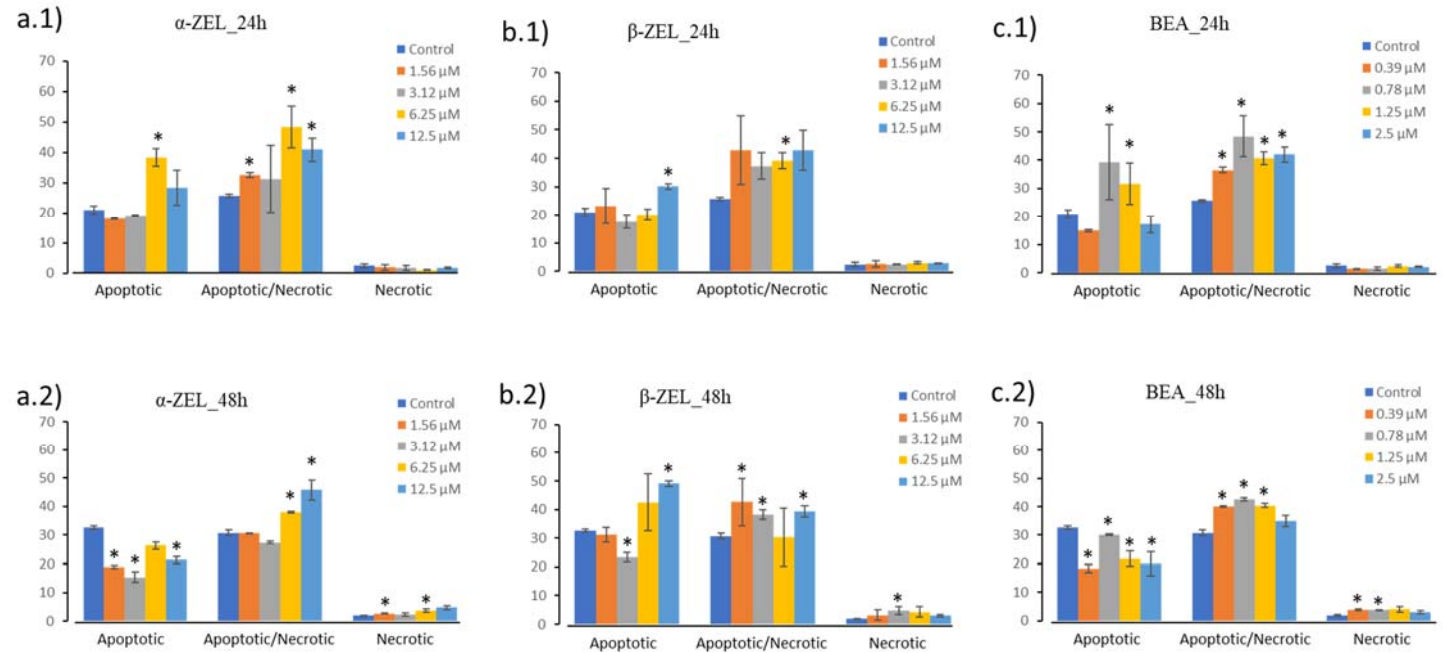 a.1)
α-ZEL_24h
70
60
50
40
30
20
10
0
* * * *
Apoptotic Apoptotic/Necrotic Necrotic
Control
1.56 µM
3.12 µM
6.25 µM
12.5 µM
b.1)
β-ZEL_24h
70
60
50
40
30
20
10
0
* *
Apoptotic Apoptotic/Necrotic Necrotic
Control
1.56 µM
3.12 µM
6.25 µM
12.5 µM
c.1)
BEA_24h
70
60
50
40
30
20
10
0
* * * * * *
Apoptotic Apoptotic/Necrotic Necrotic
Control
0.39 µM
0.78 µM
1.25 µM
2.5 µM
a.2)
α-ZEL_48h
70
60
50
40
30
20
10
0
* * * * * * *
Apoptotic Apoptotic/Necrotic Necrotic
Control
1.56 µM
3.12 µM
6.25 µM
12.5 µM
b.2)
β-ZEL_48h
70
60
50
40
30
20
10
0
* * * * * *
Apoptotic Apoptotic/Necrotic Necrotic
Control
1.56 µM
3.12 µM
6.25 µM
12.5 µM
c.2)
BEA_48h
70
60
50
40
30
20
10
0
* * * * * * * * *
Apoptotic Apoptotic/Necrotic Necrotic
Control
0.39 µM
0.78 µM
1.25 µM
2.5 µM